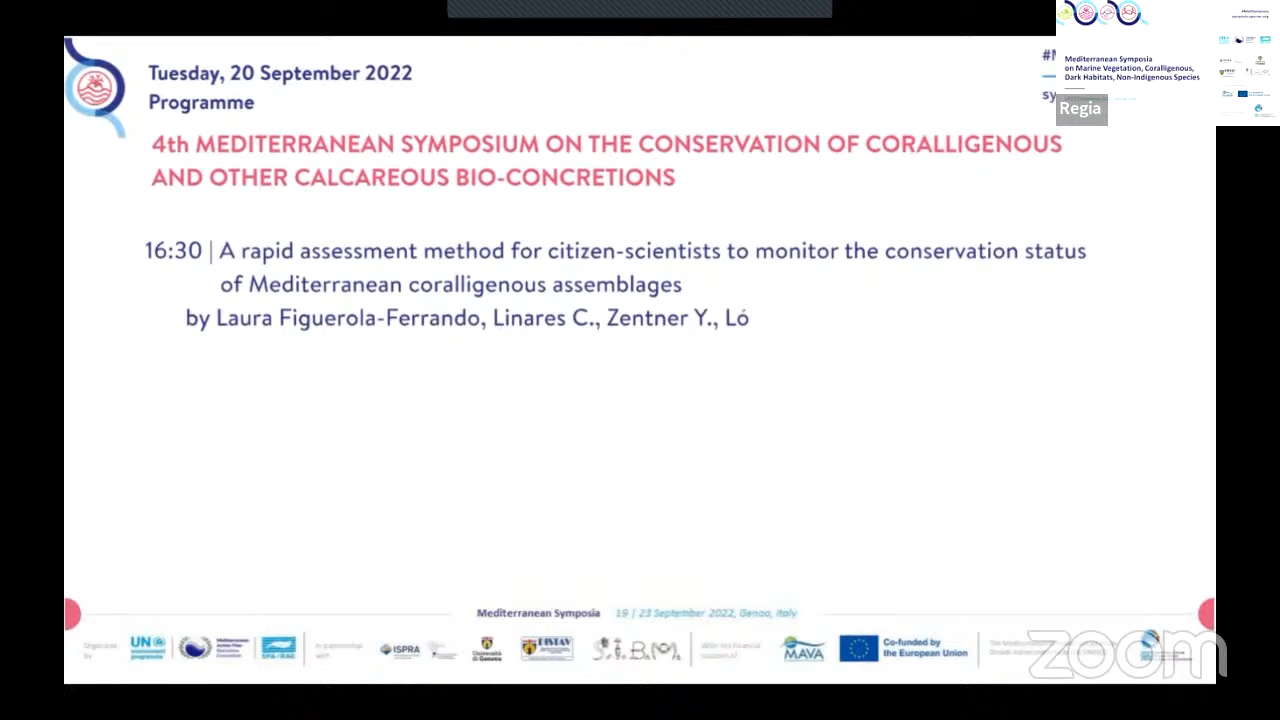 Tuesday, 20 September 2022
Programme
4th MEDITERRANEAN SYMPOSIUM ON THE CONSERVATION OF CORALLIGENOUS
AND OTHER CALCAREOUS BIO-CONCRETIONS
16:30 | A rapid assessment method for citizen-scientists to monitor the conservation status
of Mediterranean coralligenous assemblages
by Laura Figuerola-Ferrando, Linares C., Zentner Y., Ló
Mediterranean Symposia
on Marine Vegetation, Coralligenous,
Dark Habitats, Non-Indigenous Species
Regia
Mediterranean Symposia 19 | 23 September 2022, Genoa, Italy
UN
ISPRA
Università
di Genova
DISTAV
S.I.B.M.
MAVA
Co-funded by
the European Union
zoom